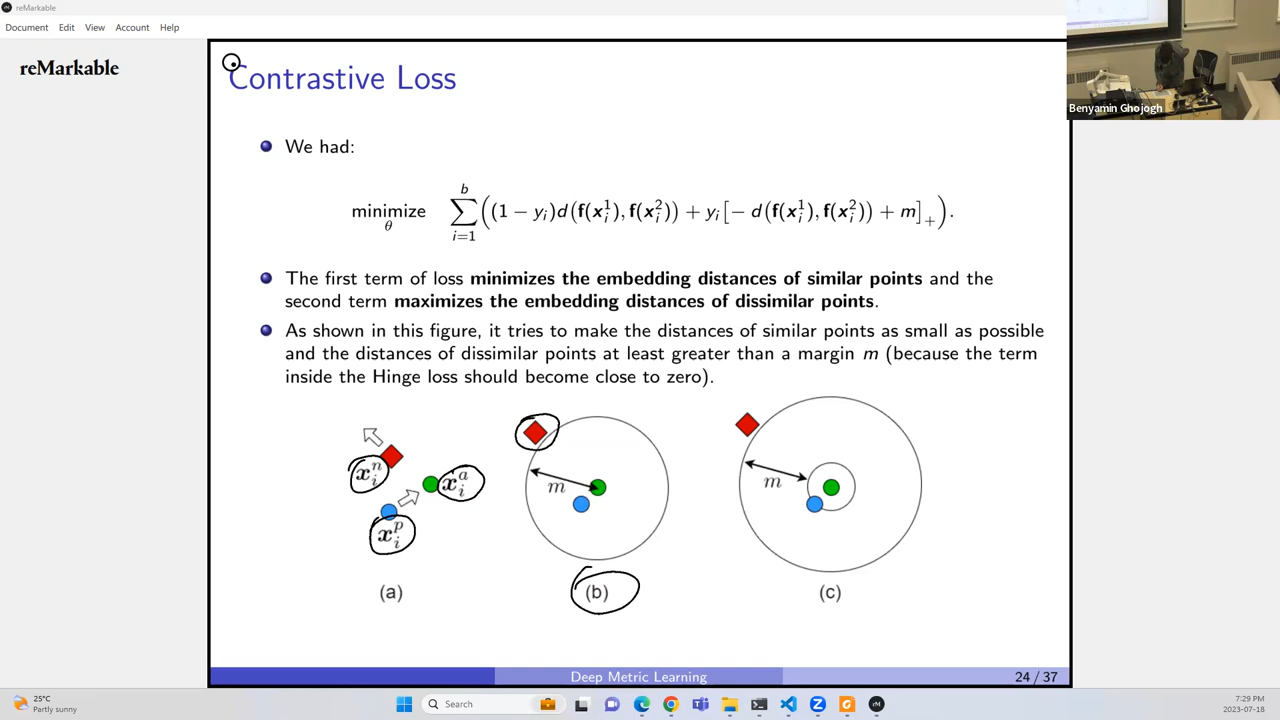 reMarkable
Document Edit View Account Help
reMarkable
Contrastive Loss
Benyamin Ghojogh
We had:
minimize_θ ∑_{i=1}^{b} ((1 − y_i)d(f(x_i^1), f(x_i^2)) + y_i[− d(f(x_i^1), f(x_i^2)) + m]_+).
The first term of loss minimizes the embedding distances of similar points and the
second term maximizes the embedding distances of dissimilar points.
As shown in this figure, it tries to make the distances of similar points as small as possible
and the distances of dissimilar points at least greater than a margin m (because the term
inside the Hinge loss should become close to zero).
x_i^n x_i^a m m
x_i^p
(a) (b) (c)
Deep Metric Learning 24 / 37
25°C
Partly sunny
Search
7:29 PM
2023-07-18